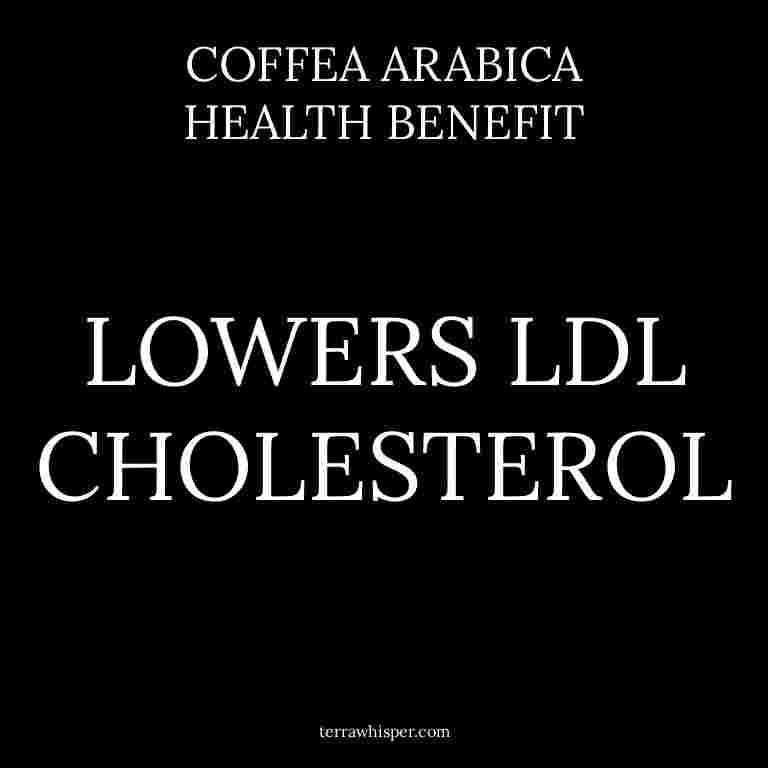 COFFEA ARABICA
HEALTH BENEFIT
LOWERS LDL
CHOLESTEROL
terrawhisper.com